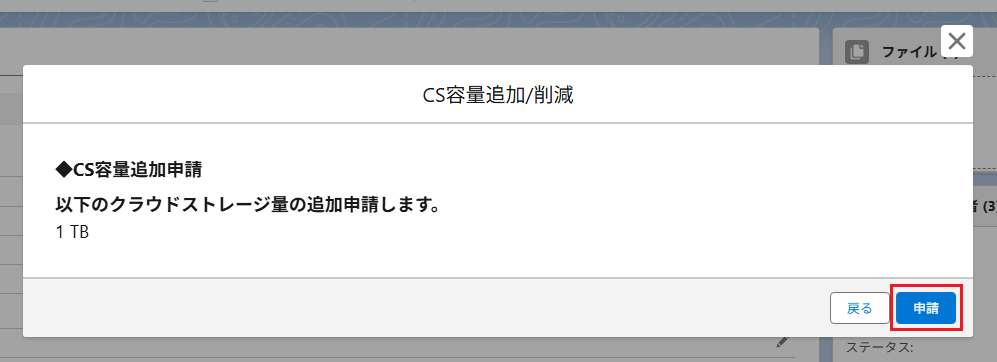 ファイル
CS容量追加/削減
◆CS容量追加申請
以下のクラウドストレージ量の追加申請します。
1 TB
者 (3)
戻る
申請
ステータス: